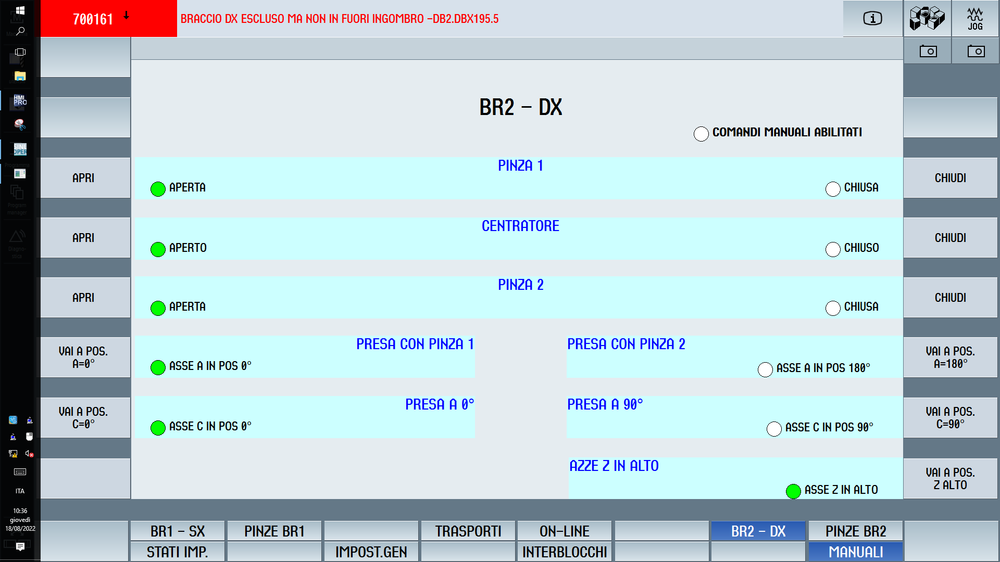 700161
BRACCIO DX ESCLUSO MA NON IN FUORI INGOMBRO -DB2.DBX195.5
JOG
BR2 - DX
COMANDI MANUALI ABILITATI
PINZA 1
APRI
APERTA
CHIUSA
CHIUDI
CENTRATORE
APRI
APERTO
CHIUSO
CHIUDI
PINZA 2
APRI
APERTA
CHIUSA
CHIUDI
PRESA CON PINZA 1
PRESA CON PINZA 2
VAI A POS.
A=0°
ASSE A IN POS 0°
ASSE A IN POS 180°
VAI A POS.
A=180°
PRESA A 0°
PRESA A 90°
VAI A POS.
C=0°
ASSE C IN POS 0°
ASSE C IN POS 90°
VAI A POS.
C=90°
AZZE Z IN ALTO
ASSE Z IN ALTO
VAI A POS.
Z ALTO
BR1 - SX
PINZE BR1
TRASPORTI
ON-LINE
BR2 - DX
PINZE BR2
STATI IMP.
IMPOST.GEN
INTERBLOCCHI
MANUALI
HMI
PRO
SINU
OPER
Programma
Program
manager
Diagno-
stica
ITA
10:36
giovedì
18/08/2022